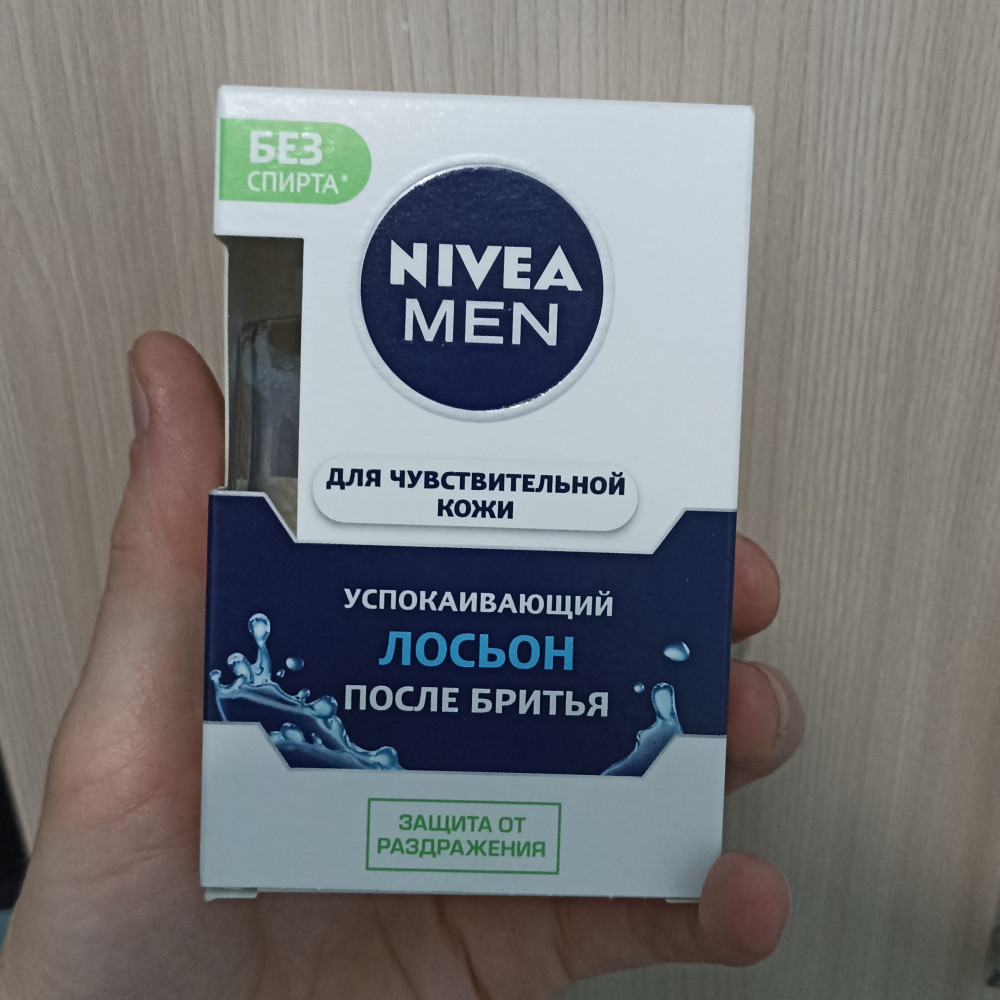 БЕЗ
СПИРТА*
NIVEA
MEN
ДЛЯ ЧУВСТВИТЕЛЬНОЙ
КОЖИ
УСПОКАИВАЮЩИЙ
ЛОСЬОН
ПОСЛЕ БРИТЬЯ
ЗАЩИТА ОТ
РАЗДРАЖЕНИЯ